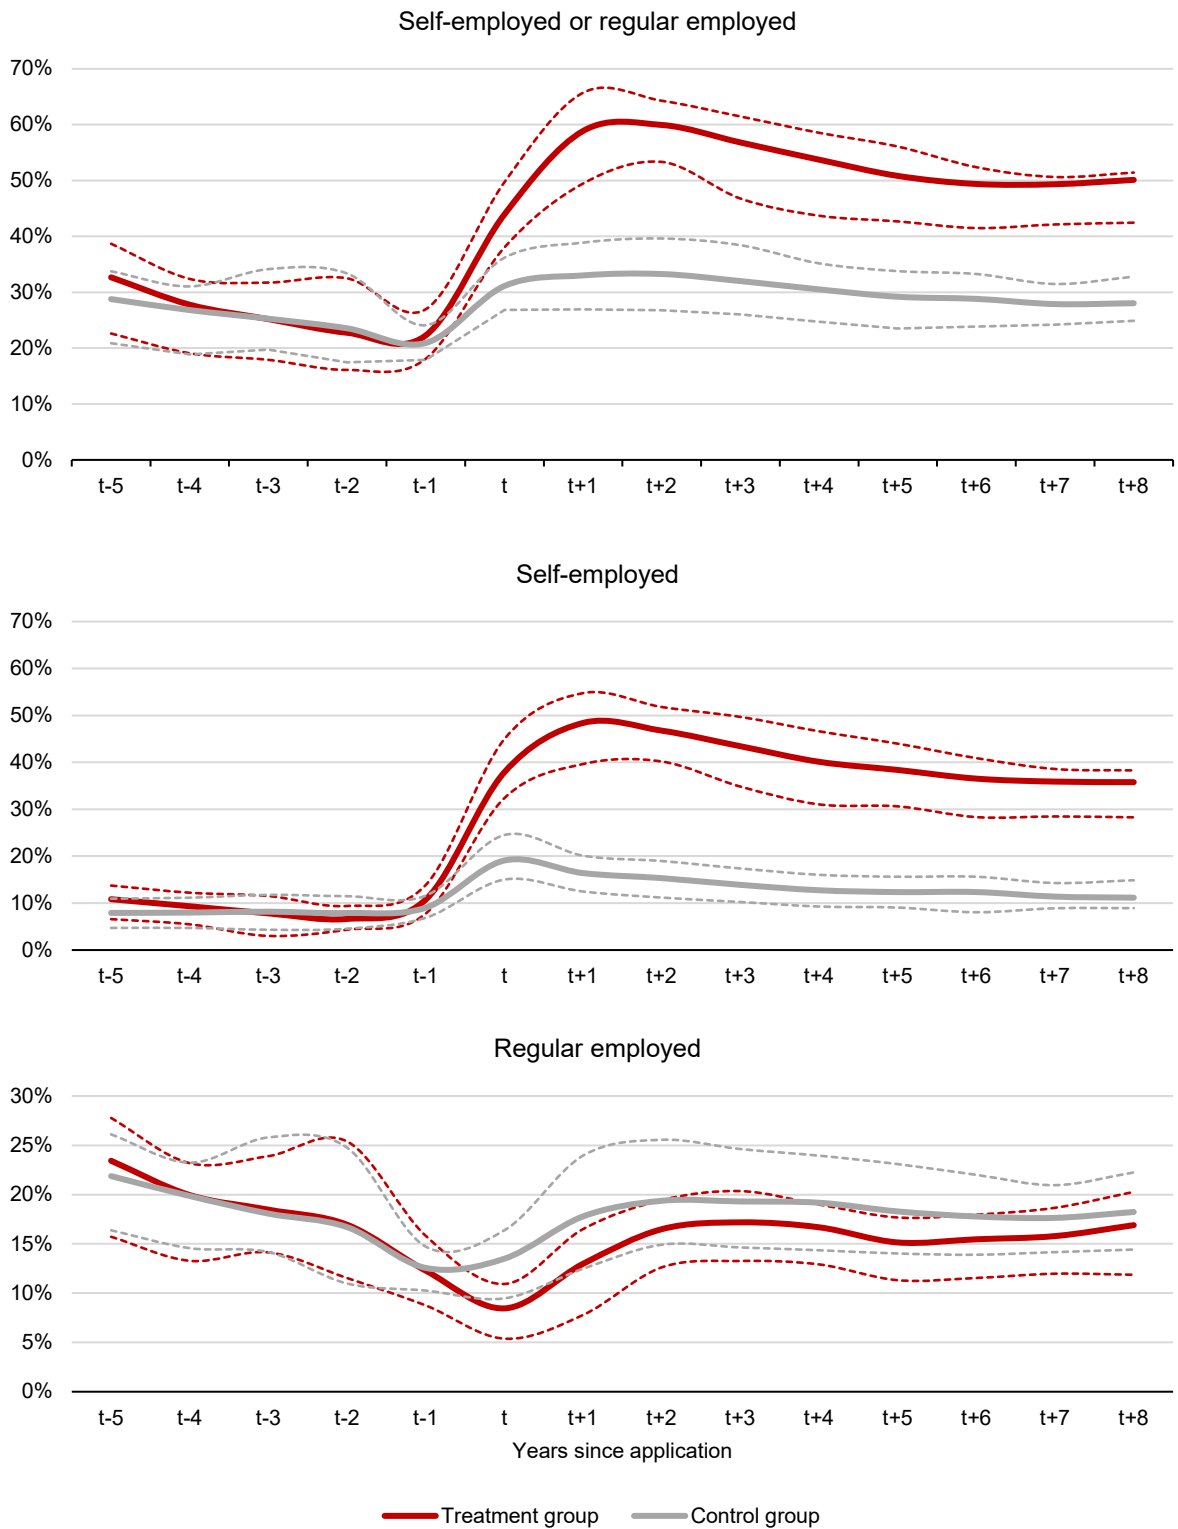 Self-employed or regular employed
70%
60%
50%
40%
30%
20%
10%
0%
t-5 t-4 t-3 t-2 t-1 t t+1 t+2 t+3 t+4 t+5 t+6 t+7 t+8
Self-employed
70%
60%
50%
40%
30%
20%
10%
0%
t-5 t-4 t-3 t-2 t-1 t t+1 t+2 t+3 t+4 t+5 t+6 t+7 t+8
Regular employed
30%
25%
20%
15%
10%
5%
0%
t-5 t-4 t-3 t-2 t-1 t t+1 t+2 t+3 t+4 t+5 t+6 t+7 t+8
Years since application
Treatment group Control group